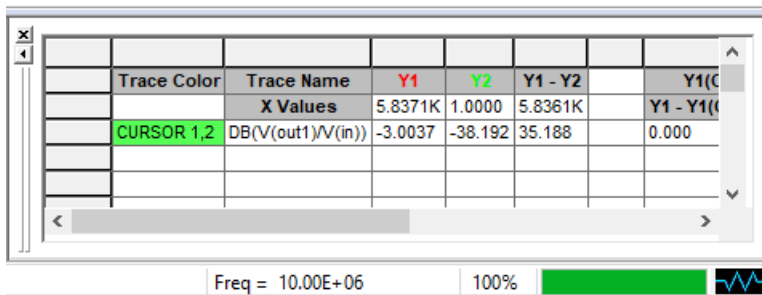 Trace Color Trace Name Y1 Y2 Y1 - Y2 Y1(C
X Values 5.8371K 1.0000 5.8361K Y1 - Y1(C
CURSOR 1,2 DB(V(out1)/V(in)) -3.0037 -38.192 35.188 0.000
Freq = 10.00E+06 100%